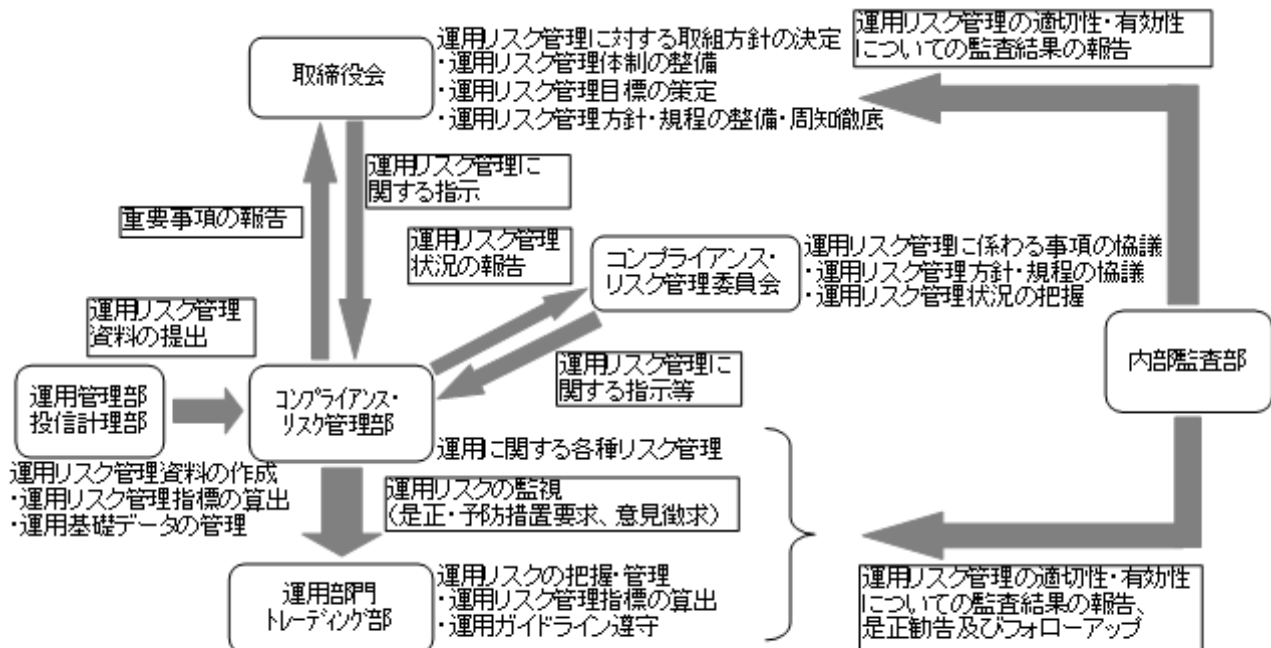 運用リスク管理に対する取組方針の決定
・運用リスク管理体制の整備
・運用リスク管理目標の策定
・運用リスク管理方針・規程の整備・周知徹底
取締役会
運用リスク管理の適切性・有効性
についての監査結果の報告
運用リスク管理に
関する指示
重要事項の報告
運用リスク管理
状況の報告
コンプライアンス・
リスク管理委員会
運用リスク管理に係わる事項の協議
・運用リスク管理方針・規程の協議
・運用リスク管理状況の把握
運用リスク管理
資料の提出
運用リスク管理に
関する指示等
内部監査部
運用管理部
投信計理部
コンプライアンス・
リスク管理部
運用に関する各種リスク管理
運用リスク管理資料の作成
・運用リスク管理指標の算出
・運用基礎データの管理
運用リスクの監視
(是正・予防措置要求、意見徴求)
運用部門
トレーディング部
運用リスクの把握・管理
・運用リスク管理指標の算出
・運用ガイドライン遵守
運用リスク管理の適切性・有効性
についての監査結果の報告、
是正勧告及びフォローアップ